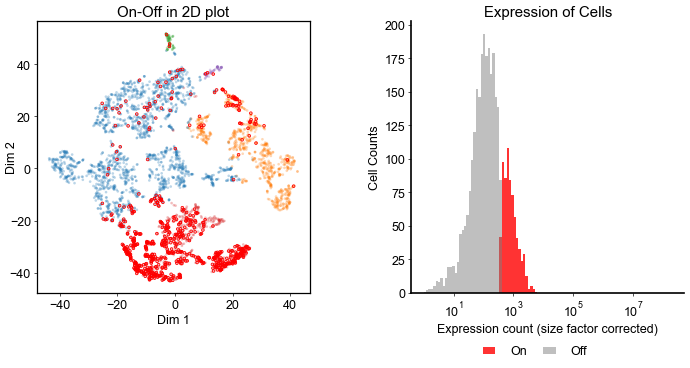 On-Off in 2D plot
40
20
0
−20
−40
Dim 2
−40 −20 0 20 40
Dim 1
Expression of Cells
200
175
150
125
100
75
50
25
0
Cell Counts
10^1 10^3 10^5 10^7
Expression count (size factor corrected)
On Off